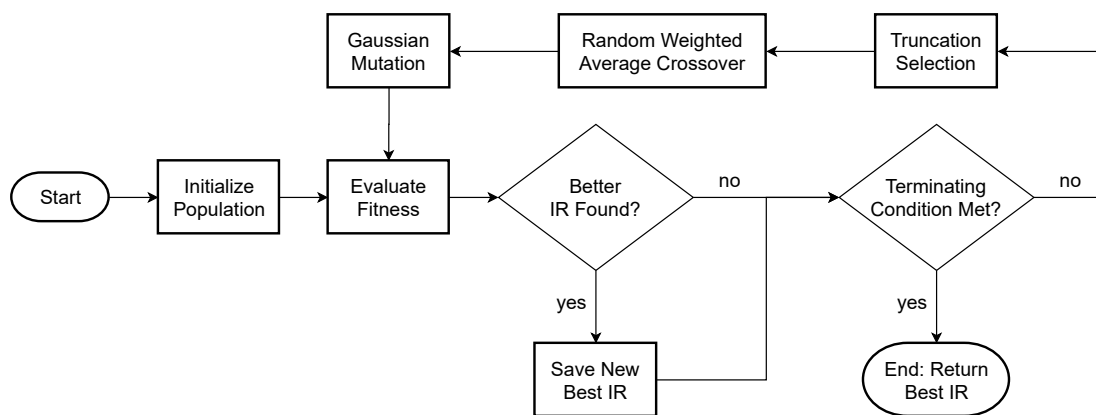 Gaussian
Mutation
Random Weighted
Average Crossover
Truncation
Selection
Start
Initialize
Population
Evaluate
Fitness
Better
IR Found?
no
Terminating
Condition Met?
no
yes
yes
Save New
Best IR
End: Return
Best IR